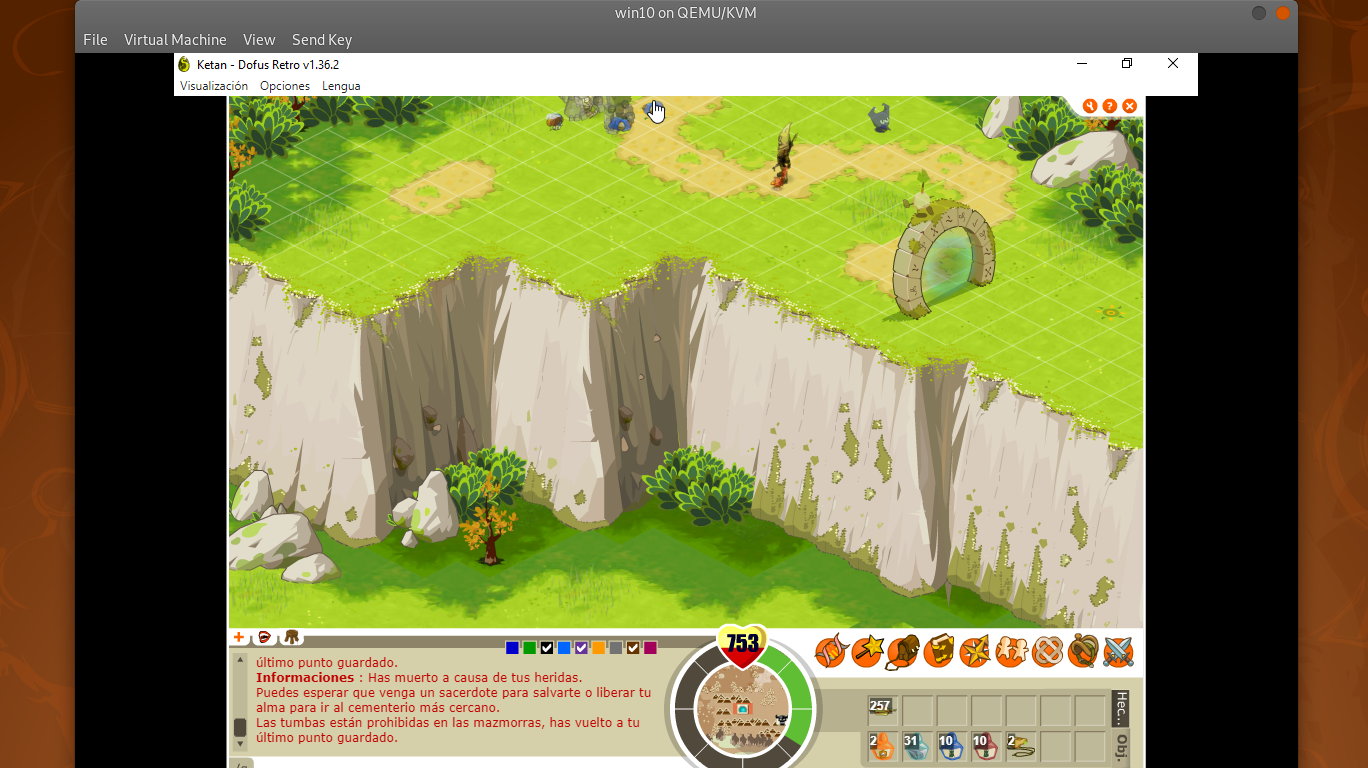 win10 on QEMU/KVM
File Virtual Machine View Send Key
Ketan - Dofus Retro v1.36.2
Visualización Opciones Lengua
?
753
último punto guardado.
Informaciones : Has muerto a causa de tus heridas.
Puedes esperar que venga un sacerdote para salvarte o liberar tu
alma para ir al cementerio más cercano.
Las tumbas están prohibidas en las mazmorras, has vuelto a tu
último punto guardado.
257
Hec...
2 31 10 10 2
Obj.